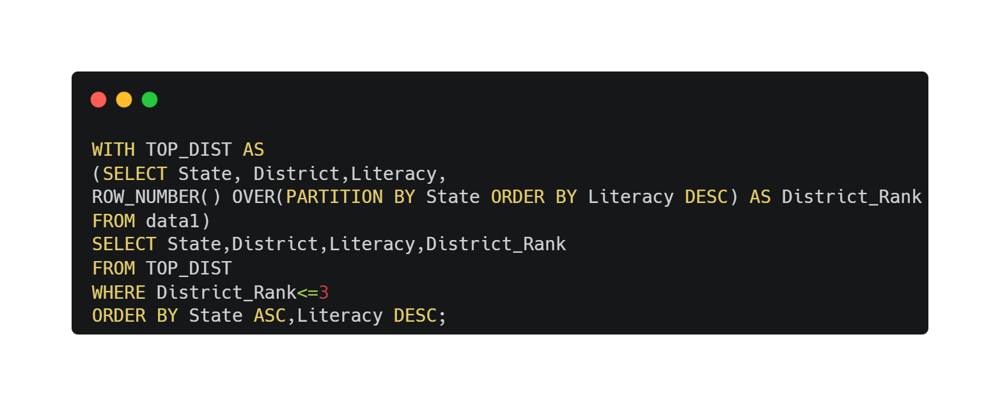 WITH TOP_DIST AS
(SELECT State, District,Literacy,
ROW_NUMBER() OVER(PARTITION BY State ORDER BY Literacy DESC) AS District_Rank
FROM data1)
SELECT State,District,Literacy,District_Rank
FROM TOP_DIST
WHERE District_Rank<=3
ORDER BY State ASC,Literacy DESC;